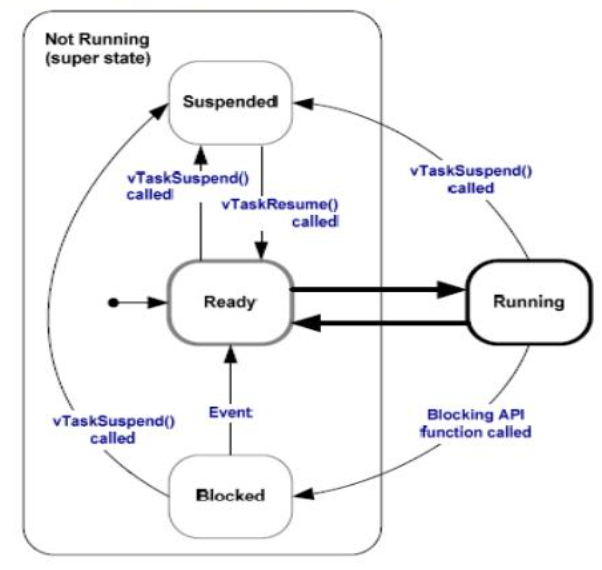 Not Running
(super state)
Suspended
vTaskSuspend()
called
vTaskResume()
called
vTaskSuspend()
called
Ready
Running
Event
vTaskSuspend()
called
Blocking API
function called
Blocked